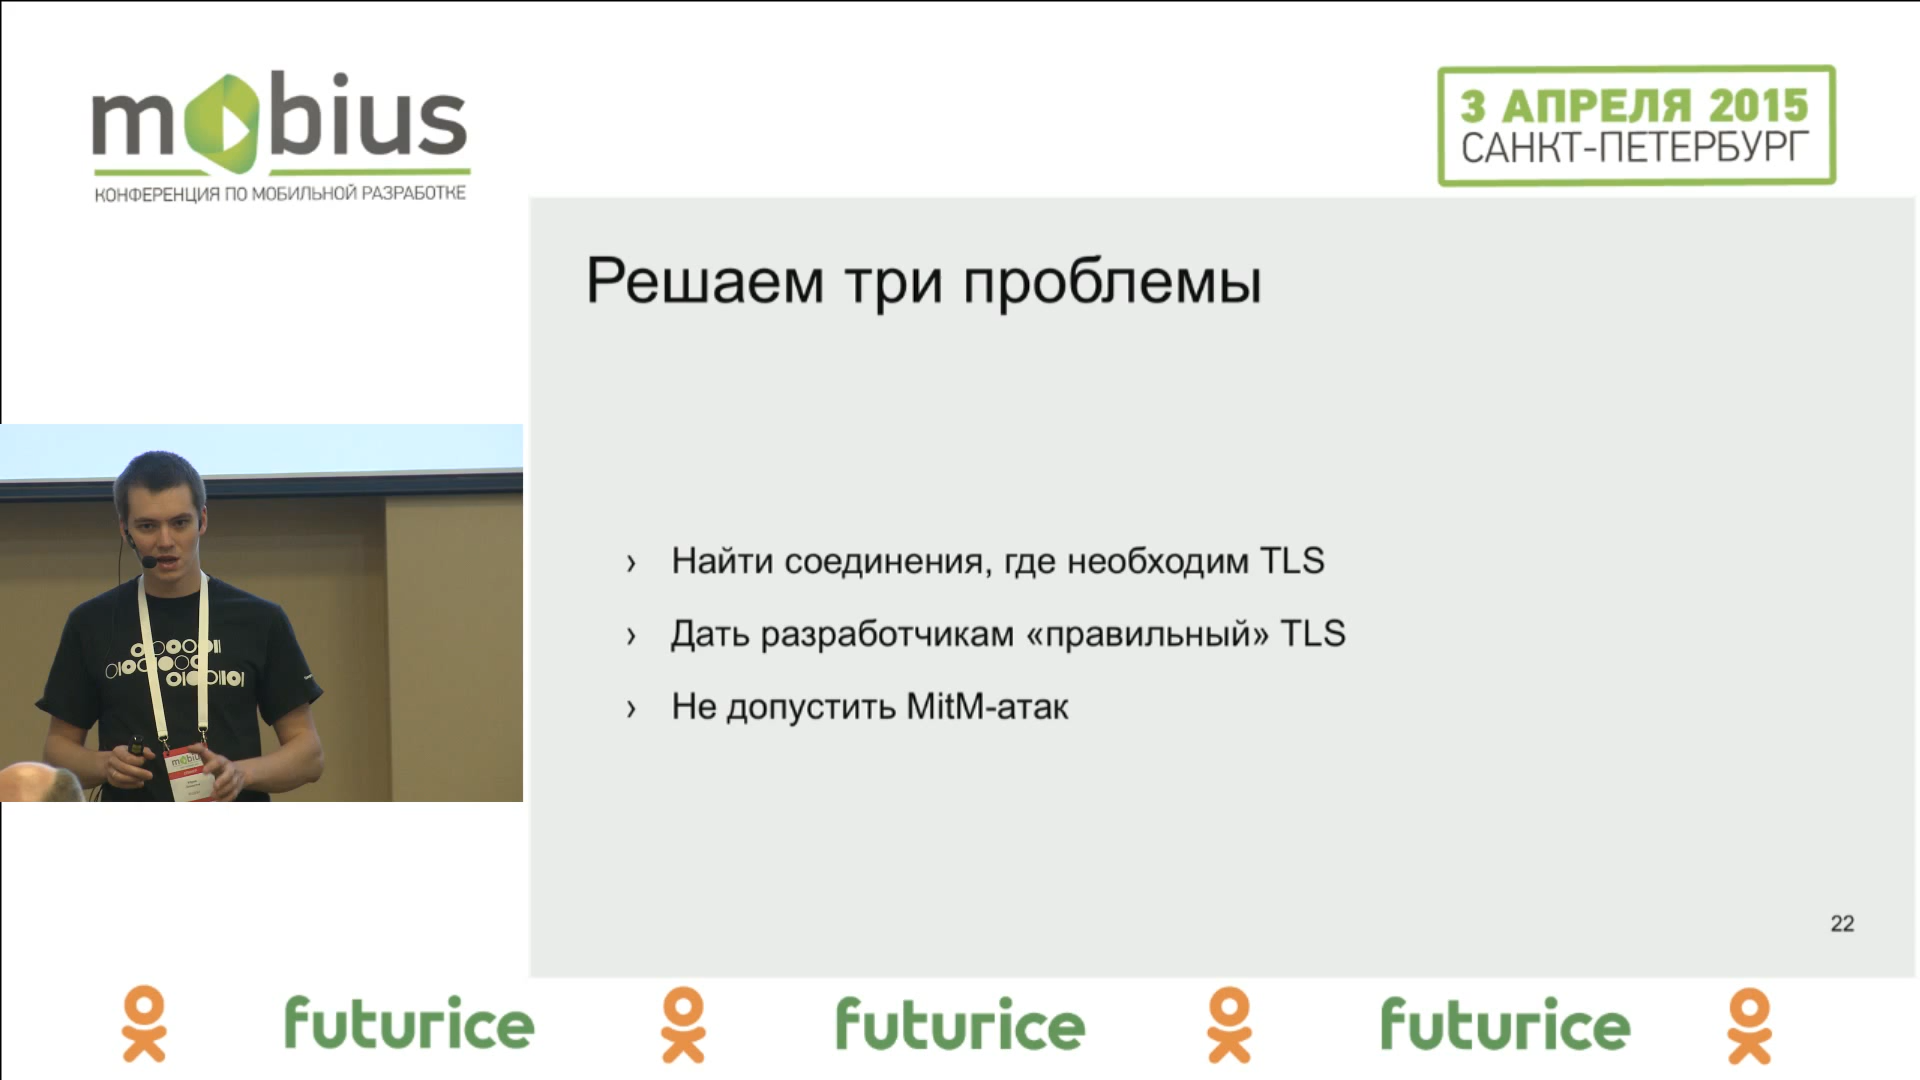 mobius
КОНФЕРЕНЦИЯ ПО МОБИЛЬНОЙ РАЗРАБОТКЕ
3 АПРЕЛЯ 2015
САНКТ-ПЕТЕРБУРГ
Решаем три проблемы
› Найти соединения, где необходим TLS
› Дать разработчикам «правильный» TLS
› Не допустить MitM-атак
22
futurice
futurice
futurice